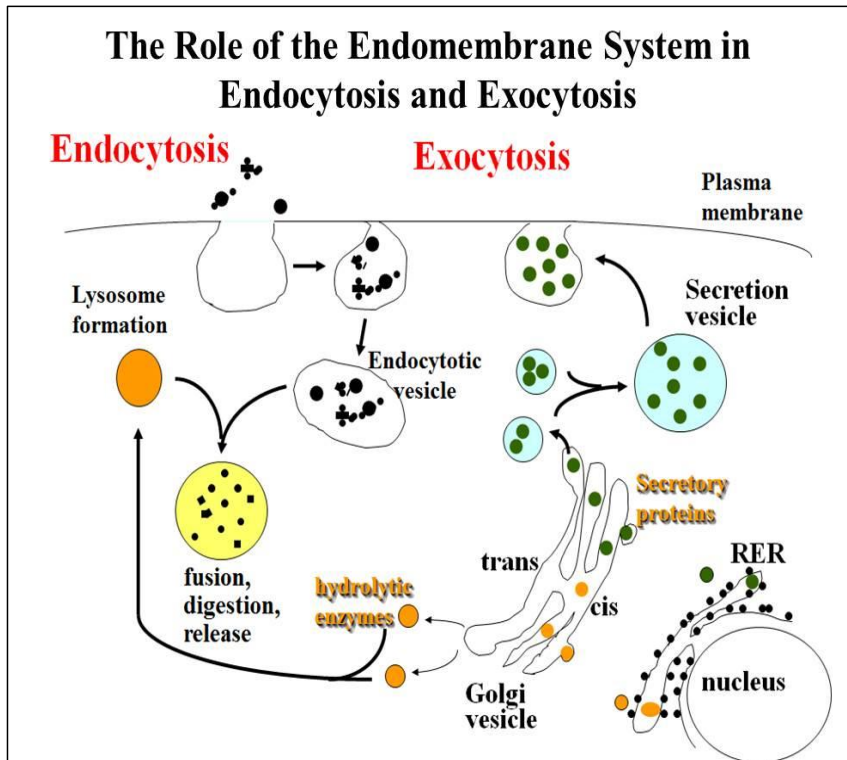 The Role of the Endomembrane System in
Endocytosis and Exocytosis
Endocytosis
Exocytosis
Plasma
membrane
Lysosome
formation
Secretion
vesicle
Endocytotic
vesicle
Secretory
proteins
RER
trans
cis
fusion,
digestion,
release
hydrolytic
enzymes
nucleus
Golgi
vesicle